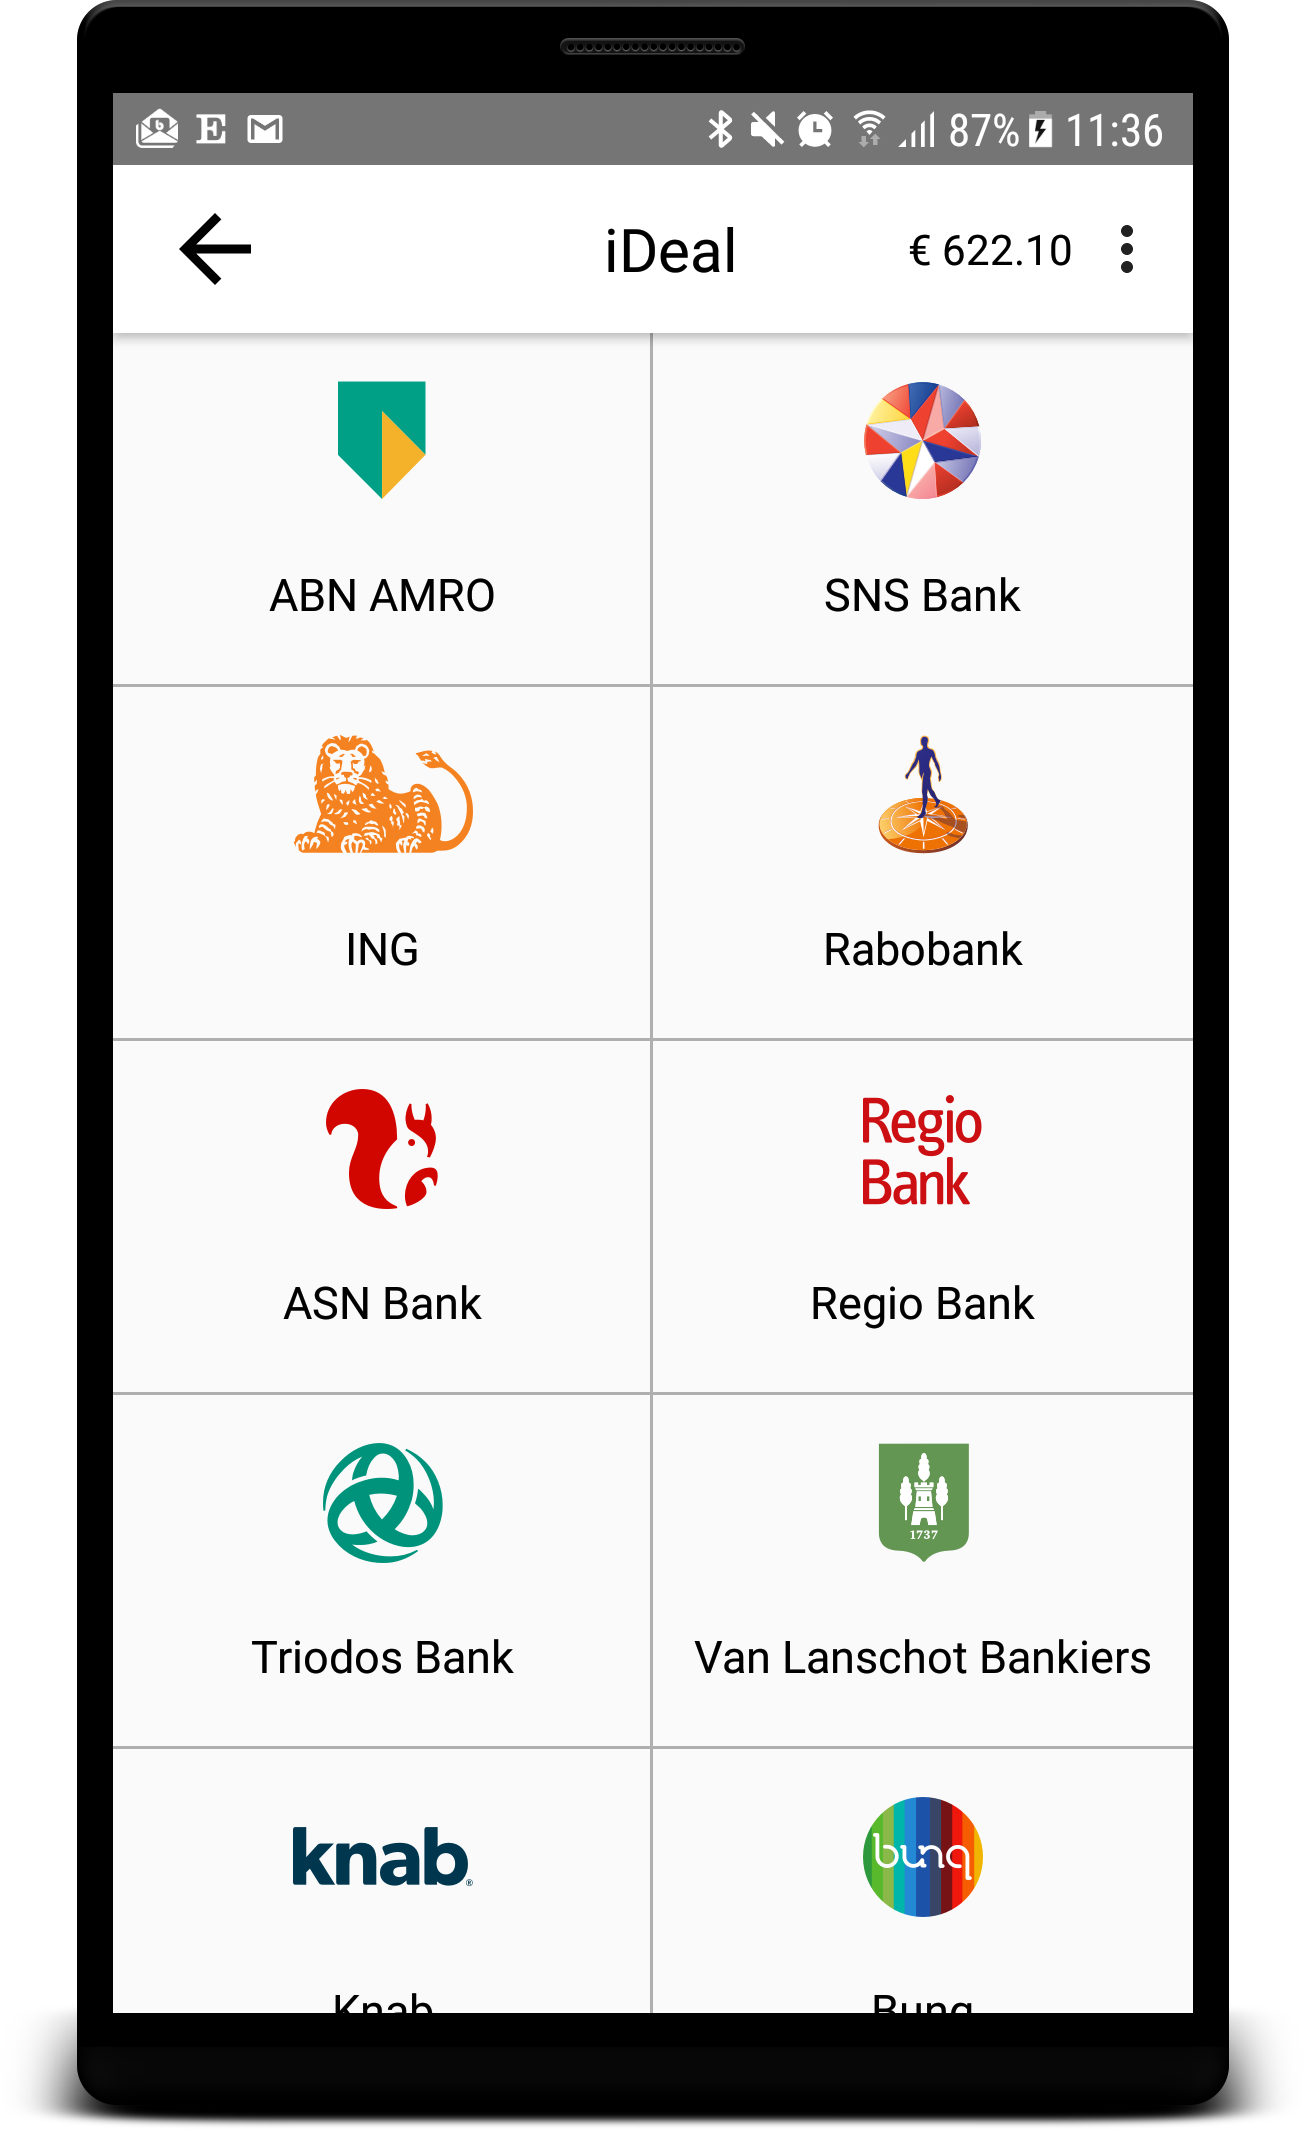 E
87%
11:36
iDeal
€ 622.10
ABN AMRO
SNS Bank
ING
Rabobank
Regio
Bank
ASN Bank
Regio Bank
1737
Triodos Bank
Van Lanschot Bankiers
knab®
bunq
Knab
Bunq